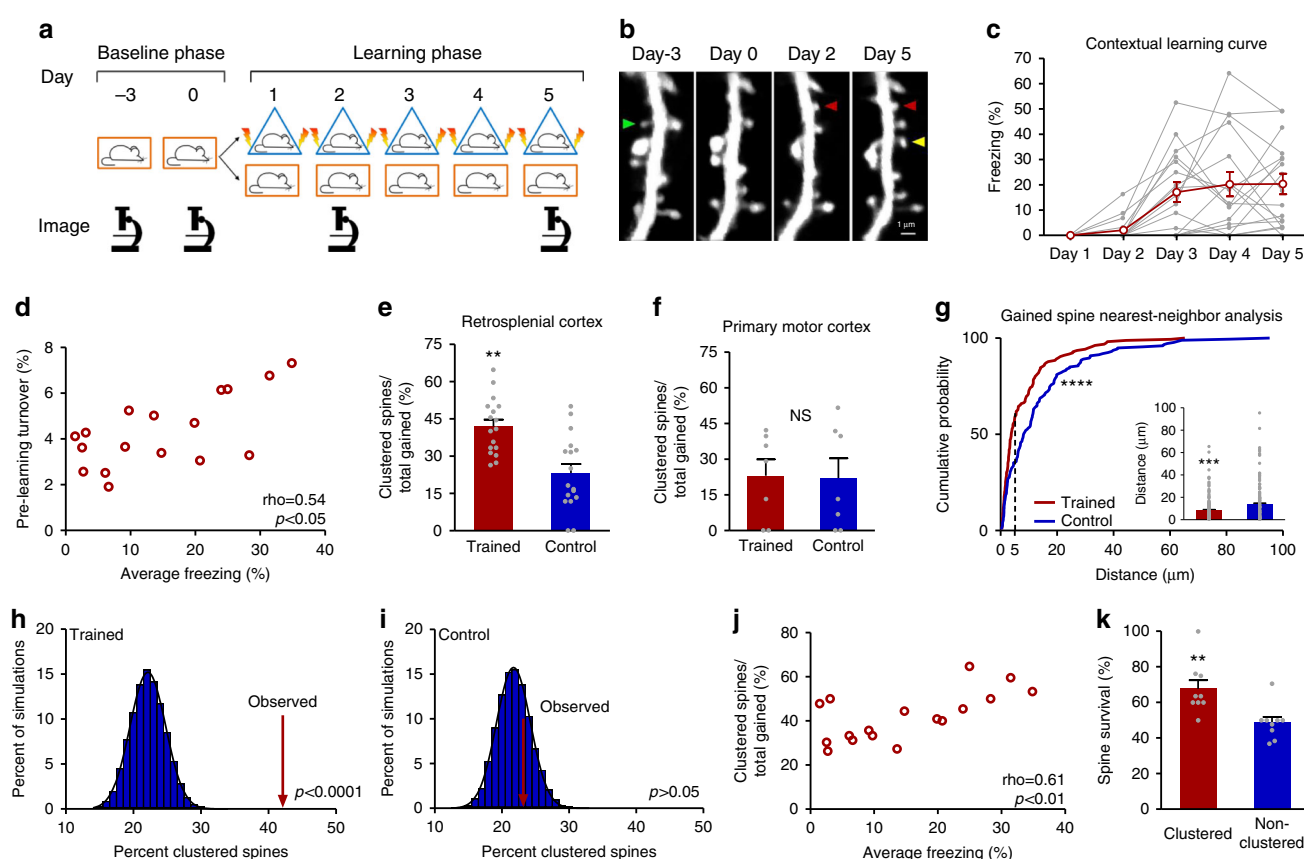 a
Baseline phase
Learning phase
Day
–3
0
1
2
3
4
5
Image
b
Day-3
Day 0
Day 2
Day 5
1 μm
c
Contextual learning curve
Freezing (%)
70
60
50
40
30
20
10
0
Day 1
Day 2
Day 3
Day 4
Day 5
d
Pre-learning turnover (%)
8
6
4
2
0
rho=0.54
p<0.05
0
10
20
30
40
Average freezing (%)
e
Retrosplenial cortex
Clustered spines/
total gained (%)
75
60
45
30
15
0
**
Trained
Control
f
Primary motor cortex
Clustered spines/
total gained (%)
75
60
45
30
15
0
NS
Trained
Control
g
Gained spine nearest-neighbor analysis
Cumulative probability
100
50
0
****
Trained
Control
Distance (μm)
100
80
60
40
20
0
***
0
5
20
40
60
80
100
Distance (μm)
h
Trained
Percent of simulations
20
15
10
5
0
Observed
p<0.0001
10
20
30
40
50
Percent clustered spines
i
Control
Percent of simulations
20
15
10
5
0
Observed
p>0.05
10
20
30
40
50
Percent clustered spines
j
Clustered spines/
total gained (%)
80
60
40
20
0
rho=0.61
p<0.01
0
10
20
30
40
Average freezing (%)
k
Spine survival (%)
100
80
60
40
20
0
**
Clustered
Non-
clustered